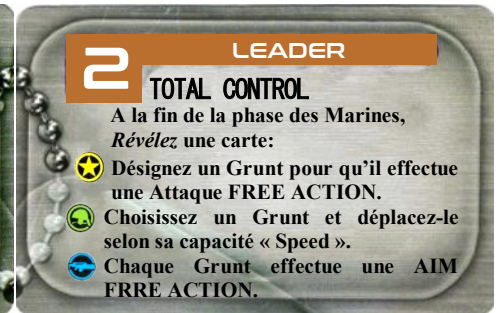 2
LEADER
TOTAL CONTROL
A la fin de la phase des Marines,
Révélez une carte:
Désignez un Grunt pour qu'il effectue
une Attaque FREE ACTION.
Choisissez un Grunt et déplacez-le
selon sa capacité « Speed ».
Chaque Grunt effectue une AIM
FRRE ACTION.